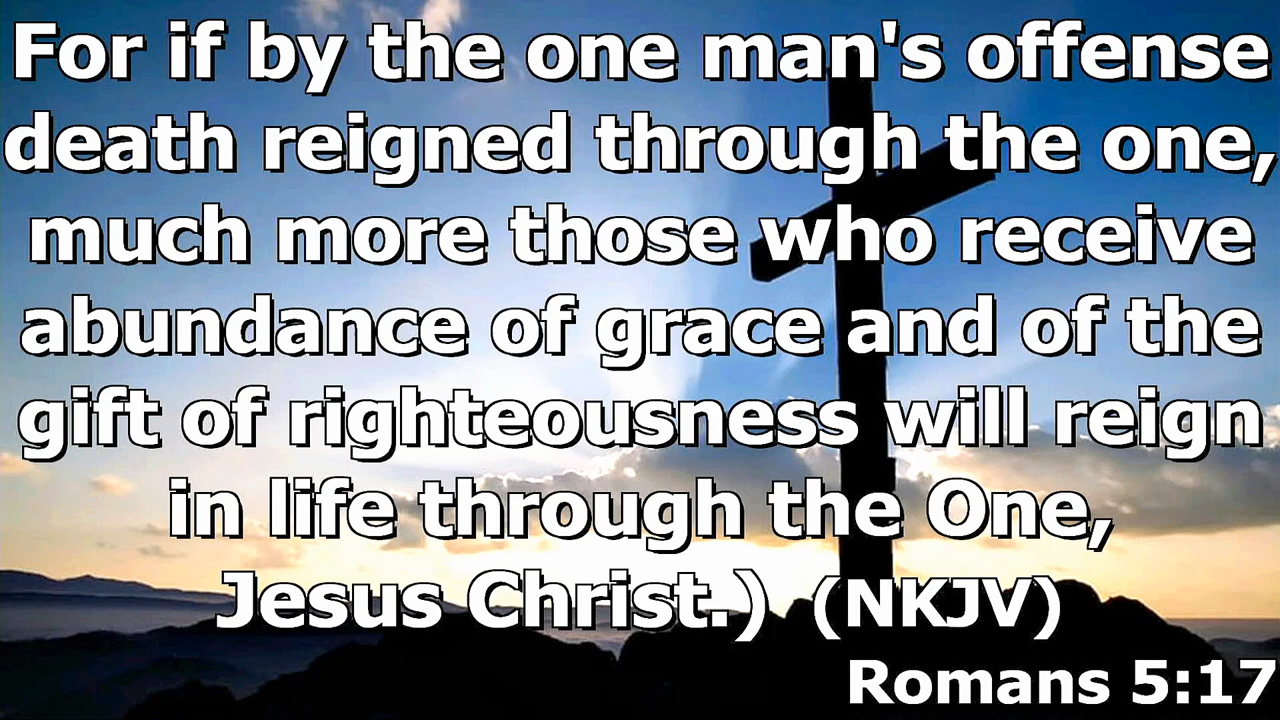 For if by the one man's offense
death reigned through the one,
much more those who receive
abundance of grace and of the
gift of righteousness will reign
in life through the One,
Jesus Christ.) (NKJV)
Romans 5:17